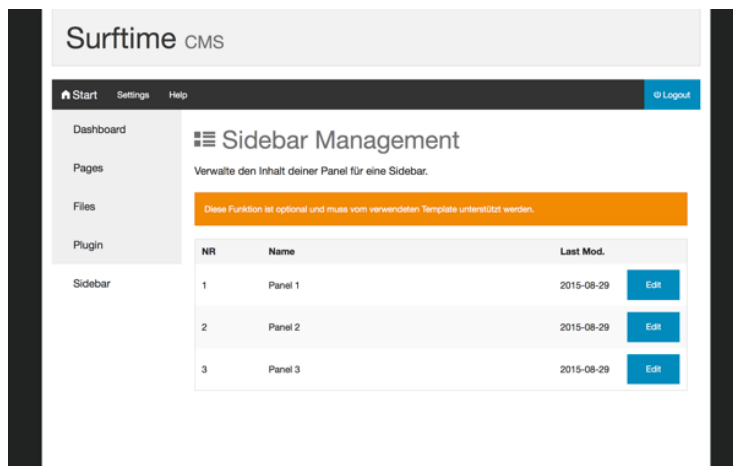 Surftime CMS
Start Settings Help Logout
Dashboard
Pages
Files
Plugin
Sidebar
Sidebar Management
Verwalte den Inhalt deiner Panel für eine Sidebar.
Diese Funktion ist optional und muss vom verwendeten Template unterstützt werden.
NR Name Last Mod.
1 Panel 1 2015-08-29 Edit
2 Panel 2 2015-08-29 Edit
3 Panel 3 2015-08-29 Edit